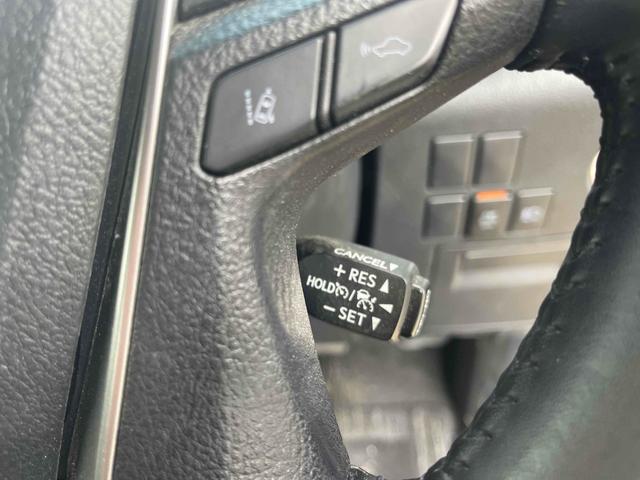 CANCEL
+ RES
HOLD /
− SET